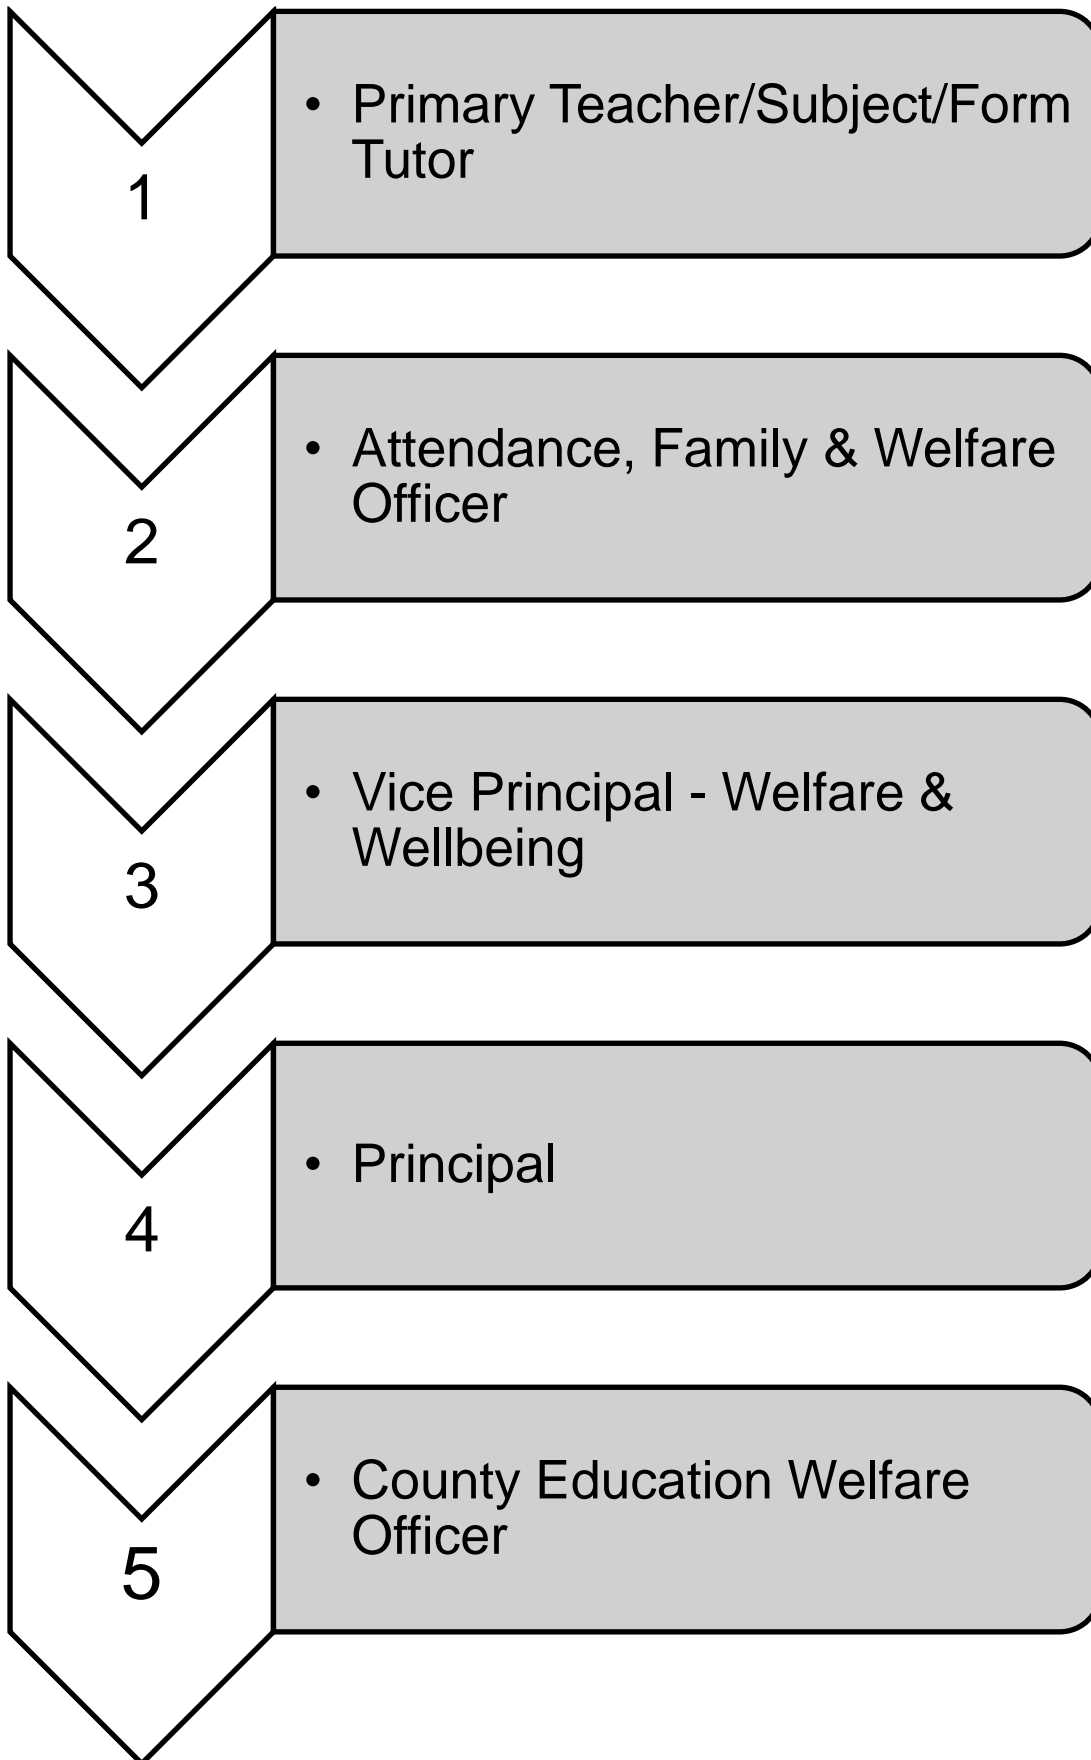 1
• Primary Teacher/Subject/Form
Tutor
2
• Attendance, Family & Welfare
Officer
3
• Vice Principal - Welfare &
Wellbeing
4
• Principal
5
• County Education Welfare
Officer